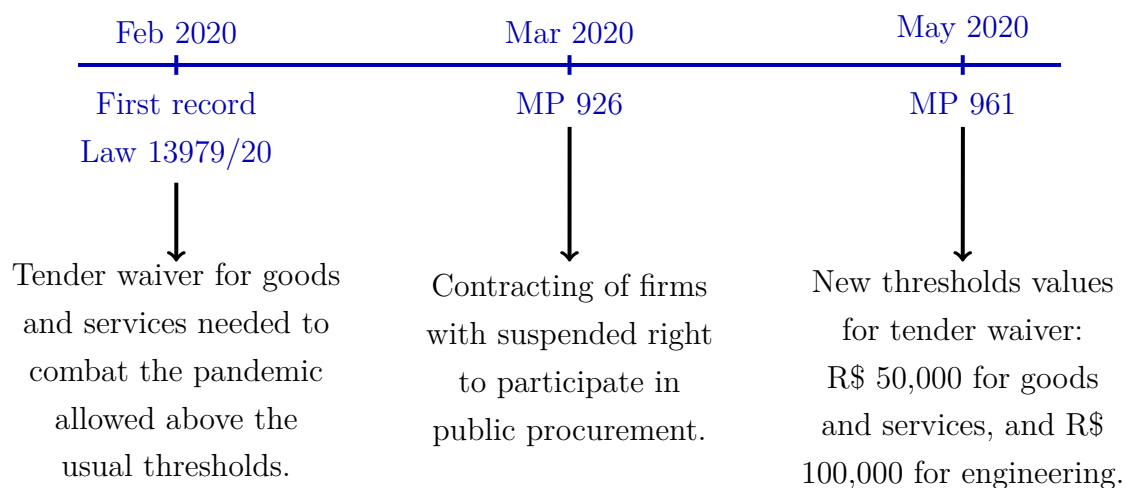 Feb 2020
Mar 2020
May 2020
First record
Law 13979/20
MP 926
MP 961
Tender waiver for goods
and services needed to
combat the pandemic
allowed above the
usual thresholds.
Contracting of firms
with suspended right
to participate in
public procurement.
New thresholds values
for tender waiver:
R$ 50,000 for goods
and services, and R$
100,000 for engineering.